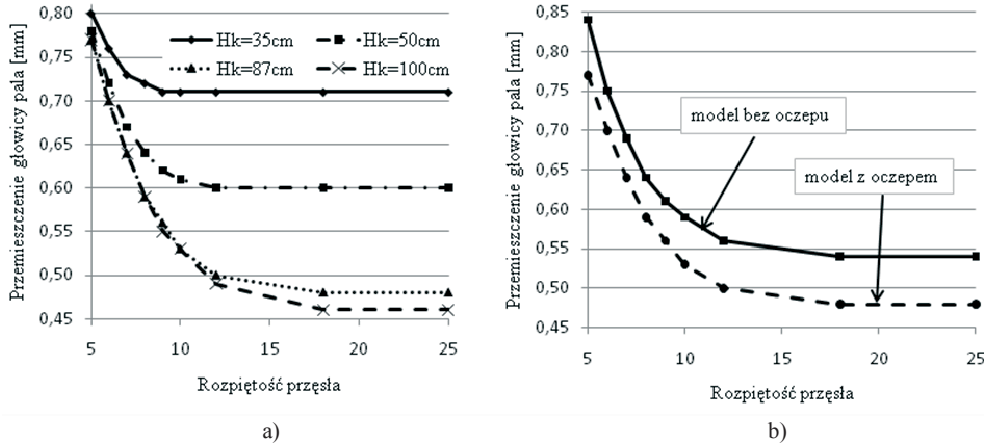 Przemieszczenie głowicy pala [mm]
0,80
0,75
0,70
0,65
0,60
0,55
0,50
0,45
Hk=35cm
Hk=50cm
Hk=87cm
Hk=100cm
5
10
15
20
25
Rozpiętość przęsła
a)
Przemieszczenie głowicy pala [mm]
0,85
0,80
0,75
0,70
0,65
0,60
0,55
0,50
0,45
model bez oczepu
model z oczepem
5
10
15
20
25
Rozpiętość przęsła
b)